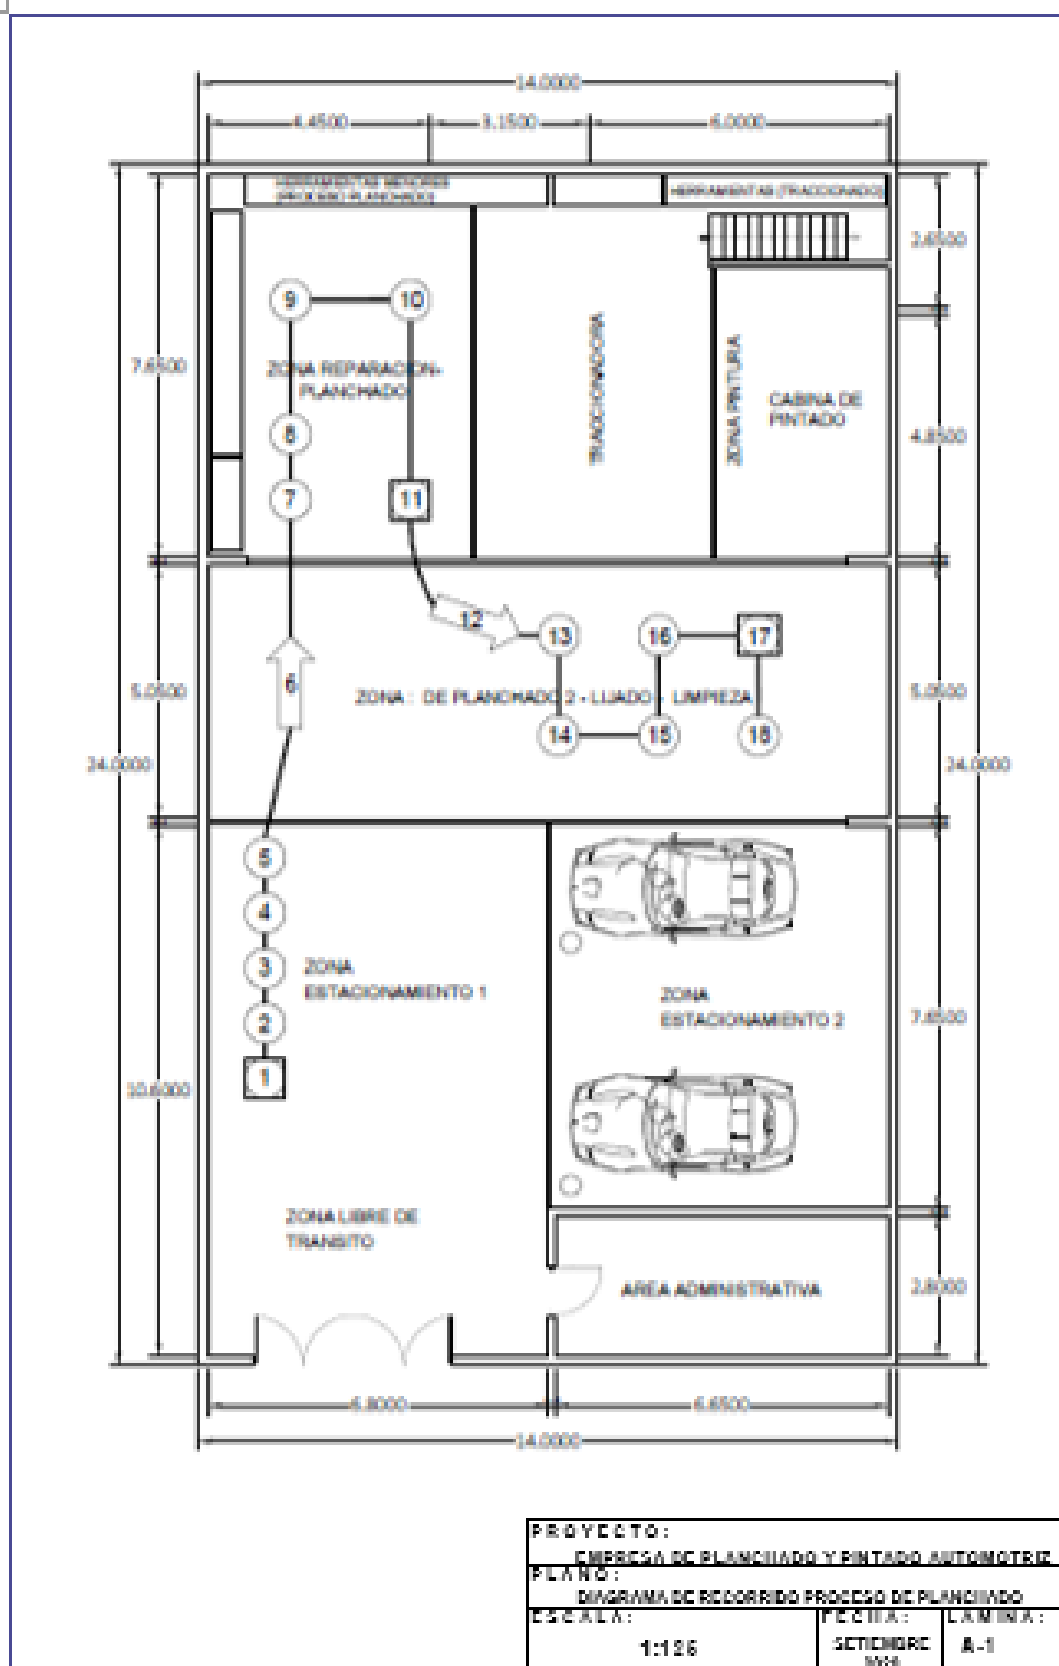 14.0000
4.4500
3.1500
6.0000
HERRAMIENTAS MENORES
(PROCESO PLANCHADO)
HERRAMIENTAS (TRACCIONADO)
2.6500
9
10
7.6500
ZONA REPARACION-
PLANCHADO
TRACCIONADORA
ZONA PINTURA
CABINA DE
PINTADO
4.8500
8
7
11
12
13
16
17
6
5.0500
ZONA : DE PLANCHADO 2 - LIJADO - LIMPIEZA
5.0500
14
15
18
24.0000
24.0000
5
4
3
2
1
ZONA
ESTACIONAMIENTO 1
ZONA
ESTACIONAMIENTO 2
7.6500
10.6000
ZONA LIBRE DE
TRANSITO
AREA ADMINISTRATIVA
2.8000
6.8000
6.6500
14.0000
PROYECTO:
EMPRESA DE PLANCHADO Y PINTADO AUTOMOTRIZ
PLANO:
DIAGRAMA DE RECORRIDO PROCESO DE PLANCHADO
ESCALA:
1:125
FECHA:
SETIEMBRE
LAMINA:
A-1